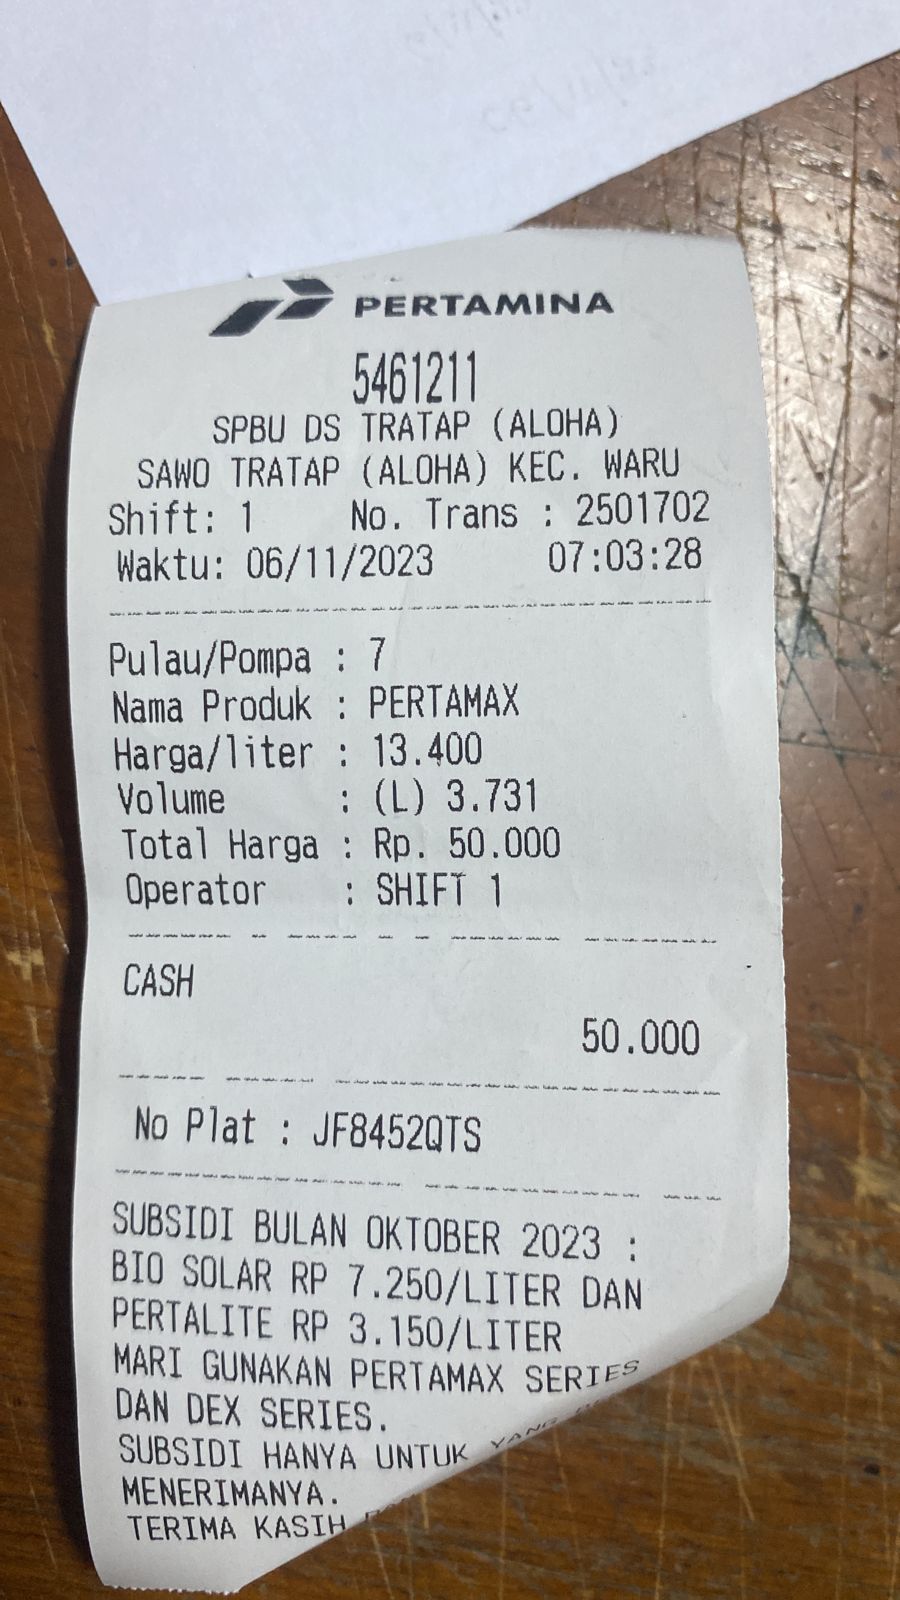 PERTAMINA
5461211
SPBU DS TRATAP (ALOHA)
SAWO TRATAP (ALOHA) KEC. WARU
Shift: 1 No. Trans : 2501702
Waktu: 06/11/2023 07:03:28
Pulau/Pompa : 7
Nama Produk : PERTAMAX
Harga/liter : 13.400
Volume : (L) 3.731
Total Harga : Rp. 50.000
Operator : SHIFT 1
CASH
50.000
No Plat : JF8452QTS
SUBSIDI BULAN OKTOBER 2023 :
BIO SOLAR RP 7.250/LITER DAN
PERTALITE RP 3.150/LITER
MARI GUNAKAN PERTAMAX SERIES
DAN DEX SERIES.
SUBSIDI HANYA UNTUK YANG
MENERIMANYA.
TERIMA KASIH